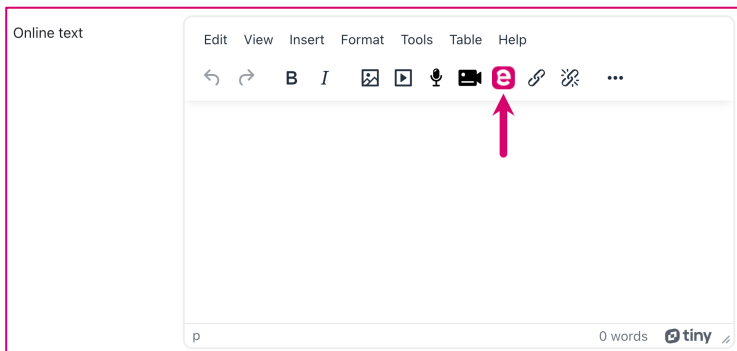 Online text
Edit View Insert Format Tools Table Help
B I e
p 0 words tiny